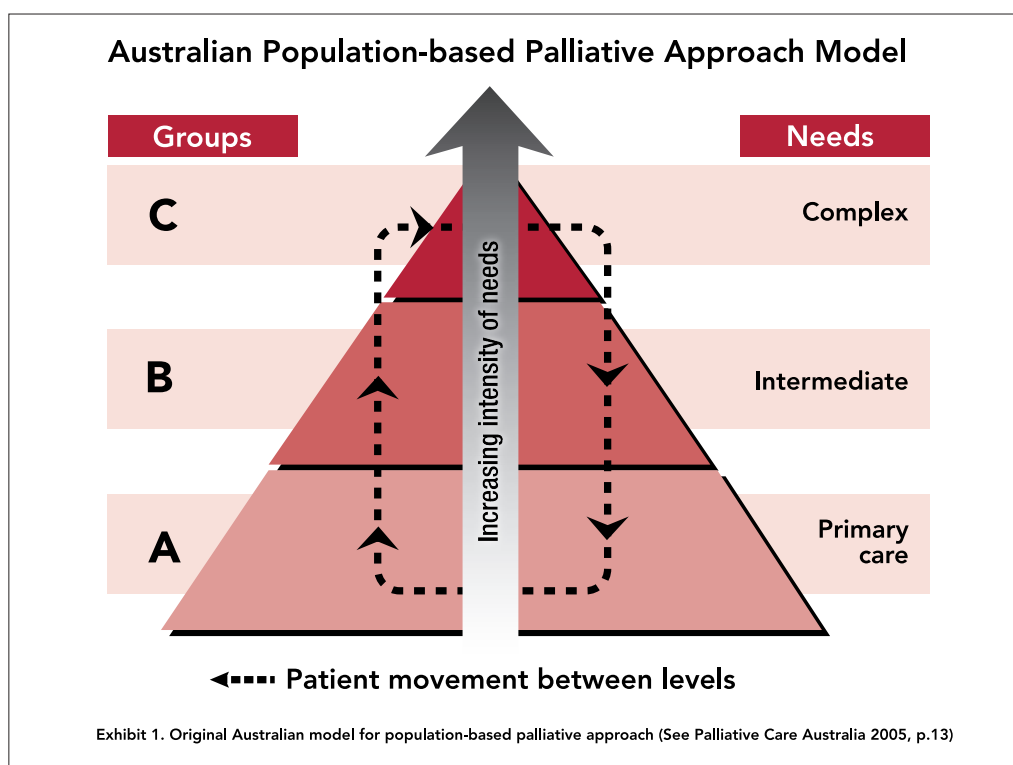 Australian Population-based Palliative Approach Model
Groups
Needs
C
Complex
B
Intermediate
A
Primary
care
Increasing intensity of needs
Patient movement between levels
Exhibit 1. Original Australian model for population-based palliative approach (See Palliative Care Australia 2005, p.13)